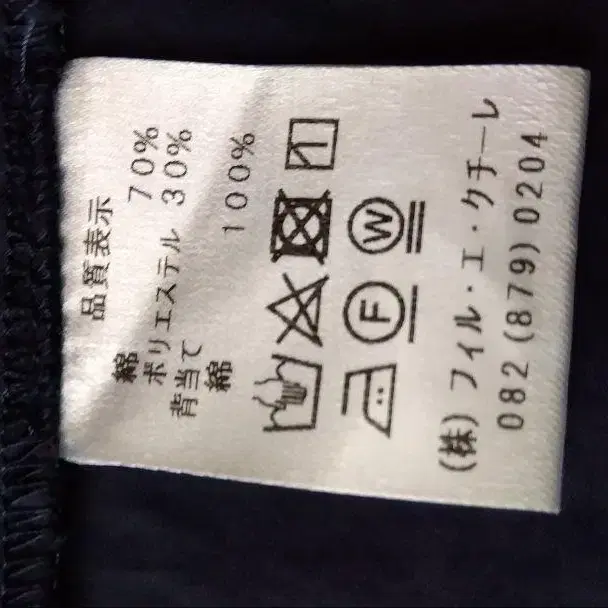 品質表示
綿 70%
ポリエステル 30%
背当て
綿 100%
F
W
(株)フィル・エ・クチーレ
082(879)0204